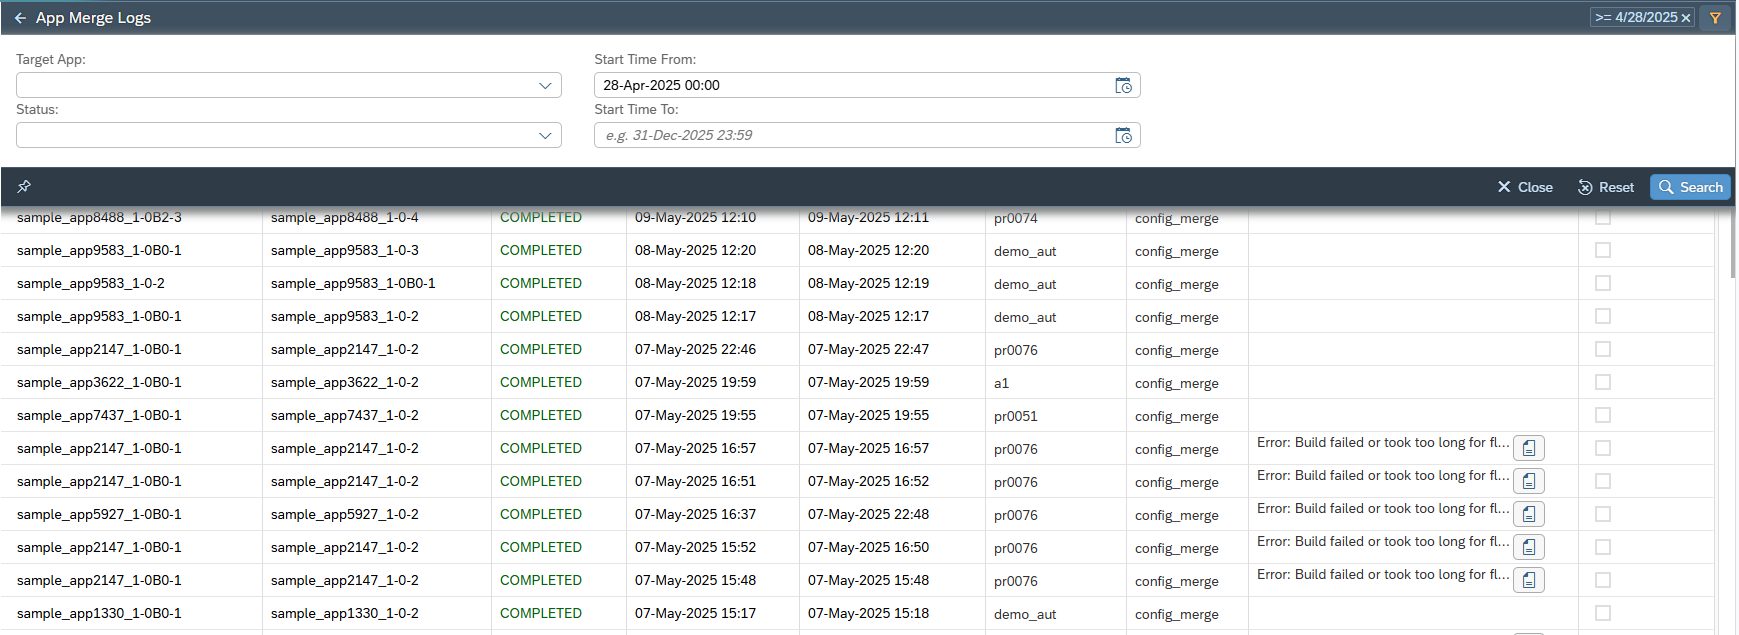 App Merge Logs >= 4/28/2025
Target App: Start Time From:
28-Apr-2025 00:00
Status: Start Time To:
e.g. 31-Dec-2025 23:59
Close Reset Search
sample_app8488_1-0B2-3 sample_app8488_1-0-4 COMPLETED 09-May-2025 12:10 09-May-2025 12:11 pr0074 config_merge
sample_app9583_1-0B0-1 sample_app9583_1-0-3 COMPLETED 08-May-2025 12:20 08-May-2025 12:20 demo_aut config_merge
sample_app9583_1-0-2 sample_app9583_1-0B0-1 COMPLETED 08-May-2025 12:18 08-May-2025 12:19 demo_aut config_merge
sample_app9583_1-0B0-1 sample_app9583_1-0-2 COMPLETED 08-May-2025 12:17 08-May-2025 12:17 demo_aut config_merge
sample_app2147_1-0B0-1 sample_app2147_1-0-2 COMPLETED 07-May-2025 22:46 07-May-2025 22:47 pr0076 config_merge
sample_app3622_1-0B0-1 sample_app3622_1-0-2 COMPLETED 07-May-2025 19:59 07-May-2025 19:59 a1 config_merge
sample_app7437_1-0B0-1 sample_app7437_1-0-2 COMPLETED 07-May-2025 19:55 07-May-2025 19:55 pr0051 config_merge
sample_app2147_1-0B0-1 sample_app2147_1-0-2 COMPLETED 07-May-2025 16:57 07-May-2025 16:57 pr0076 config_merge Error: Build failed or took too long for fl...
sample_app2147_1-0B0-1 sample_app2147_1-0-2 COMPLETED 07-May-2025 16:51 07-May-2025 16:52 pr0076 config_merge Error: Build failed or took too long for fl...
sample_app5927_1-0B0-1 sample_app5927_1-0-2 COMPLETED 07-May-2025 16:37 07-May-2025 22:48 pr0076 config_merge Error: Build failed or took too long for fl...
sample_app2147_1-0B0-1 sample_app2147_1-0-2 COMPLETED 07-May-2025 15:52 07-May-2025 16:50 pr0076 config_merge Error: Build failed or took too long for fl...
sample_app2147_1-0B0-1 sample_app2147_1-0-2 COMPLETED 07-May-2025 15:48 07-May-2025 15:48 pr0076 config_merge Error: Build failed or took too long for fl...
sample_app1330_1-0B0-1 sample_app1330_1-0-2 COMPLETED 07-May-2025 15:17 07-May-2025 15:18 demo_aut config_merge